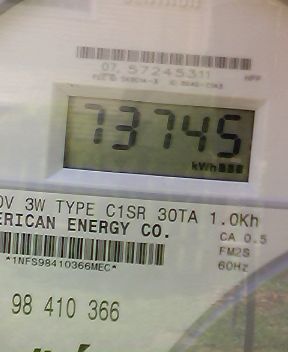 07, 57245311
73745
kWh
0V 3W TYPE C1SR 30TA 1.0Kh
ERICAN ENERGY CO.
CA 0.5
FM2S
60Hz
*1NFS98410366MEC*
98 410 366